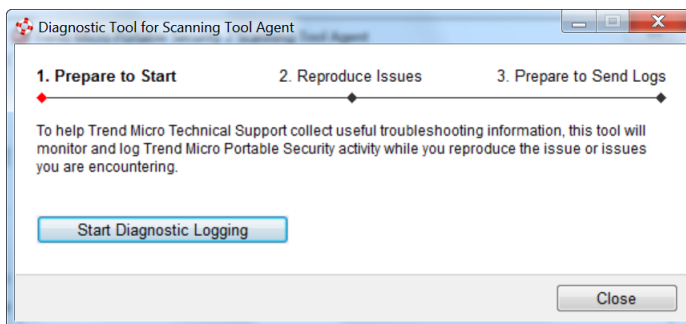 Diagnostic Tool for Scanning Tool Agent
1. Prepare to Start 2. Reproduce Issues 3. Prepare to Send Logs
To help Trend Micro Technical Support collect useful troubleshooting information, this tool will
monitor and log Trend Micro Portable Security activity while you reproduce the issue or issues
you are encountering.
Start Diagnostic Logging
Close